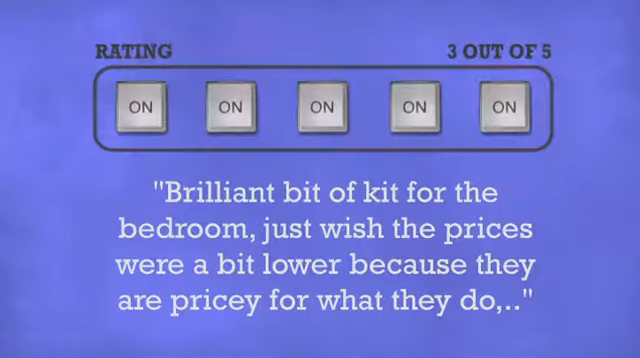 RATING 3 OUT OF 5
ON ON ON ON ON
"Brilliant bit of kit for the
bedroom, just wish the prices
were a bit lower because they
are pricey for what they do,.."